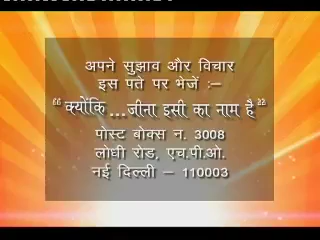 अपने सुझाव और विचार
इस पते पर भेजें :–
“क्योंकि ...जीना इसी का नाम है”
पोस्ट बोक्स न. 3008
लोधी रोड, एच.पी.ओ.
नई दिल्ली – 110003